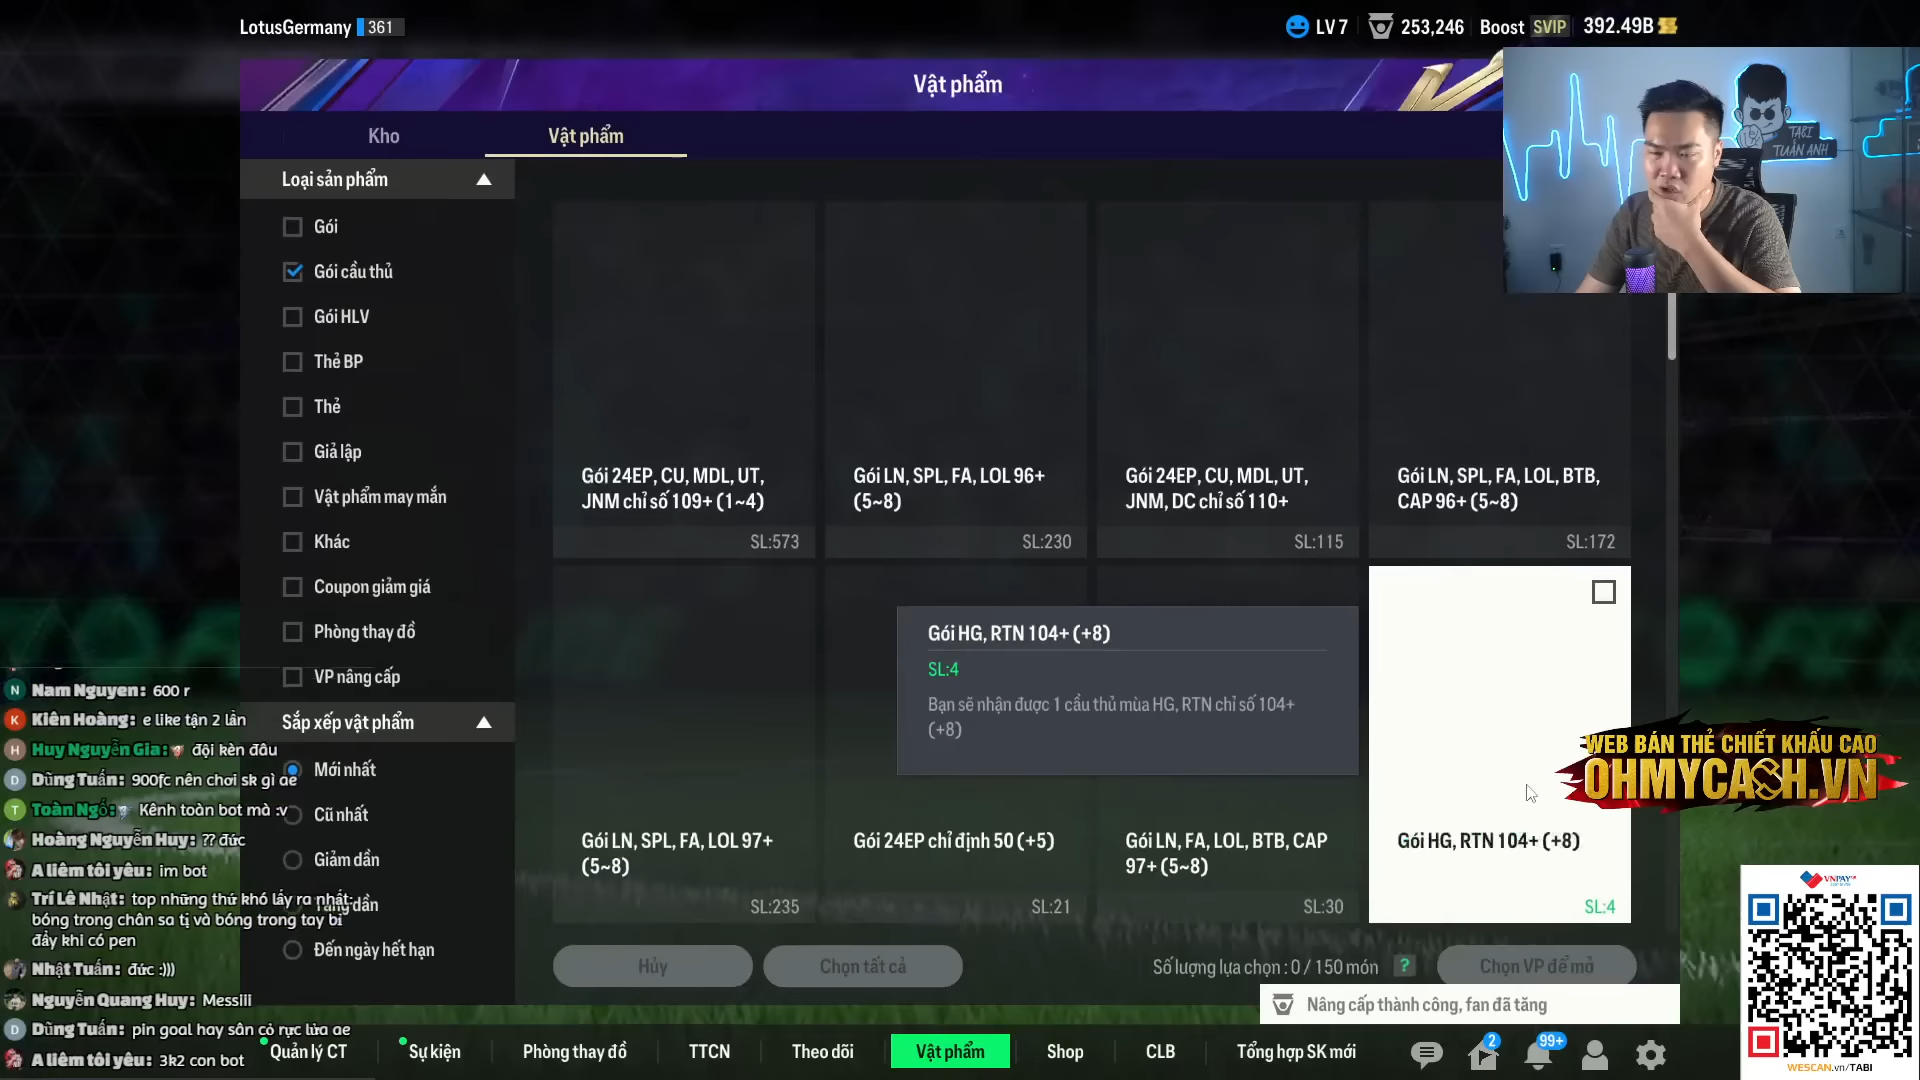 LotusGermany 361
LV 7 253,246 Boost SVIP 392.49B
Vật phẩm
Kho
Vật phẩm
TABI
TUẤN ANH
Loại sản phẩm
Gói
Gói cầu thủ
Gói HLV
Thẻ BP
Thẻ
Giả lập
Vật phẩm may mắn
Khác
Coupon giảm giá
Phòng thay đồ
VP nâng cấp
Sắp xếp vật phẩm
Mới nhất
Cũ nhất
Giảm dần
Tăng dần
Đến ngày hết hạn
Gói 24EP, CU, MDL, UT,
JNM chỉ số 109+ (1~4)
SL:573
Gói LN, SPL, FA, LOL 96+
(5~8)
SL:230
Gói 24EP, CU, MDL, UT,
JNM, DC chỉ số 110+
SL:115
Gói LN, SPL, FA, LOL, BTB,
CAP 96+ (5~8)
SL:172
Gói LN, SPL, FA, LOL 97+
(5~8)
SL:235
Gói 24EP chỉ định 50 (+5)
SL:21
Gói LN, FA, LOL, BTB, CAP
97+ (5~8)
SL:30
Gói HG, RTN 104+ (+8)
SL:4
Gói HG, RTN 104+ (+8)
SL:4
Bạn sẽ nhận được 1 cầu thủ mùa HG, RTN chỉ số 104+
(+8)
WEB BÁN THẺ CHIẾT KHẤU CAO
OHMYCASH.VN
N Nam Nguyen: 600 r
K Kiên Hoàng: e like tận 2 lần
H Huy Nguyễn Gia: đội kèn đâu
D Dũng Tuấn: 900fc nên chơi sk gì ae
T Toàn Ngố: Kênh toàn bot mà :v
Hoàng Nguyễn Huy: ?? đức
A liêm tôi yêu: im bot
Trí Lê Nhật: top những thứ khó lấy ra nhất:
bóng trong chân sa tị và bóng trong tay bi
đẩy khi có pen
Nhật Tuấn: đức :)))
Nguyễn Quang Huy: Messiii
D Dũng Tuấn: pin goal hay sân cỏ rực lửa ae
A liêm tôi yêu: 3k2 con bot
Hủy
Chọn tất cả
Số lượng lựa chọn : 0 / 150 món ?
Chọn VP để mở
Nâng cấp thành công, fan đã tăng
Quản lý CT
Sự kiện
Phòng thay đồ
TTCN
Theo dõi
Vật phẩm
Shop
CLB
Tổng hợp SK mới
2
99+
VNPAY
WESCAN.vn/TABI